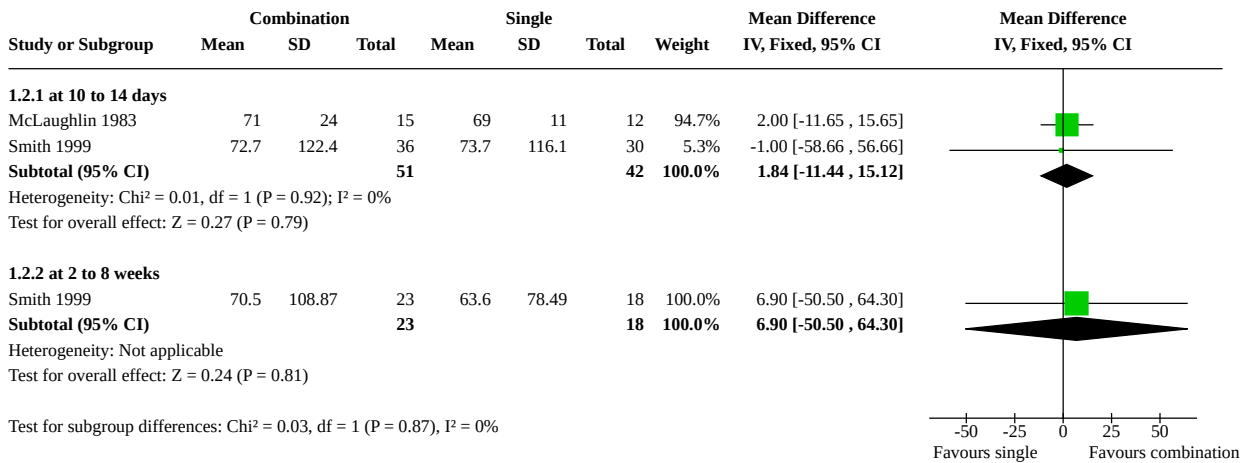 Combination Single Mean Difference Mean Difference
Study or Subgroup Mean SD Total Mean SD Total Weight IV, Fixed, 95% CI IV, Fixed, 95% CI
1.2.1 at 10 to 14 days
McLaughlin 1983 71 24 15 69 11 12 94.7% 2.00 [-11.65 , 15.65]
Smith 1999 72.7 122.4 36 73.7 116.1 30 5.3% -1.00 [-58.66 , 56.66]
Subtotal (95% CI) 51 42 100.0% 1.84 [-11.44 , 15.12]
Heterogeneity: Chi² = 0.01, df = 1 (P = 0.92); I² = 0%
Test for overall effect: Z = 0.27 (P = 0.79)
1.2.2 at 2 to 8 weeks
Smith 1999 70.5 108.87 23 63.6 78.49 18 100.0% 6.90 [-50.50 , 64.30]
Subtotal (95% CI) 23 18 100.0% 6.90 [-50.50 , 64.30]
Heterogeneity: Not applicable
Test for overall effect: Z = 0.24 (P = 0.81)
Test for subgroup differences: Chi² = 0.03, df = 1 (P = 0.87), I² = 0%
-50 -25 0 25 50
Favours single Favours combination